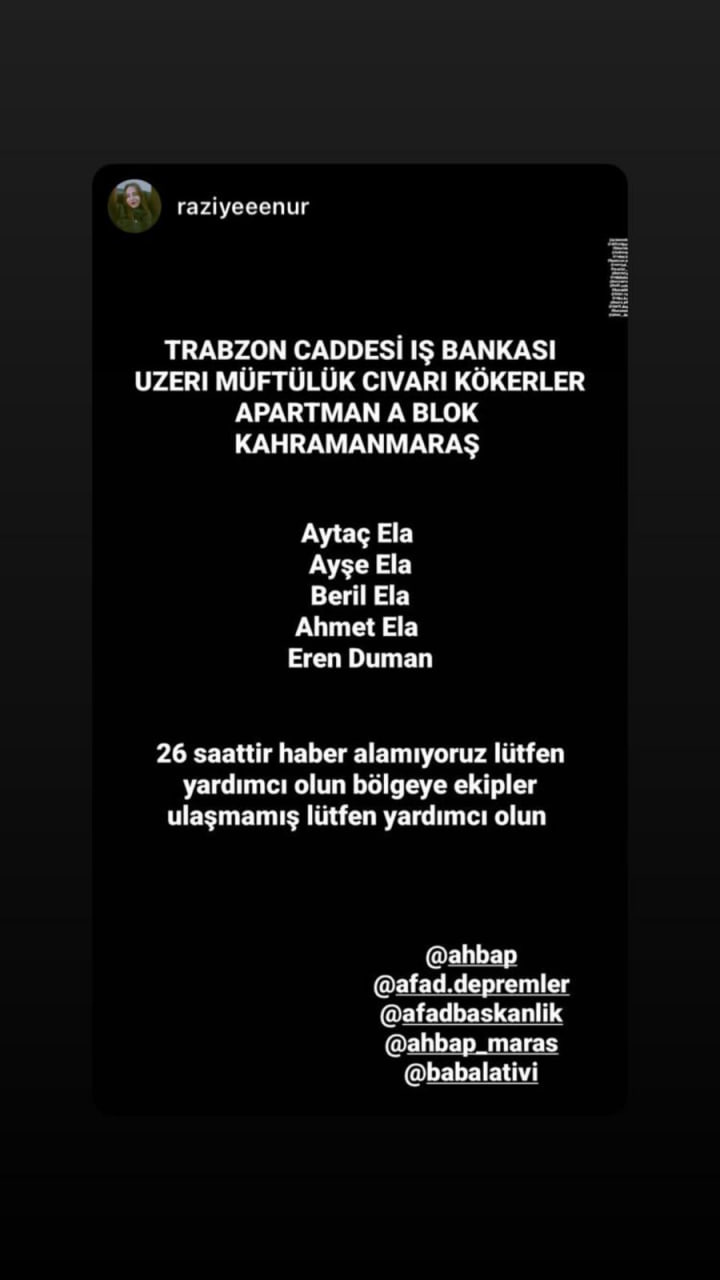 raziyeeenur
TRABZON CADDESİ IŞ BANKASI
UZERI MÜFTÜLÜK CIVARI KÖKERLER
APARTMAN A BLOK
KAHRAMANMARAŞ
Aytaç Ela
Ayşe Ela
Beril Ela
Ahmet Ela
Eren Duman
26 saattir haber alamıyoruz lütfen
yardımcı olun bölgeye ekipler
ulaşmamış lütfen yardımcı olun
@ahbap
@afad.depremler
@afadbaskanlik
@ahbap_maras
@babalativi